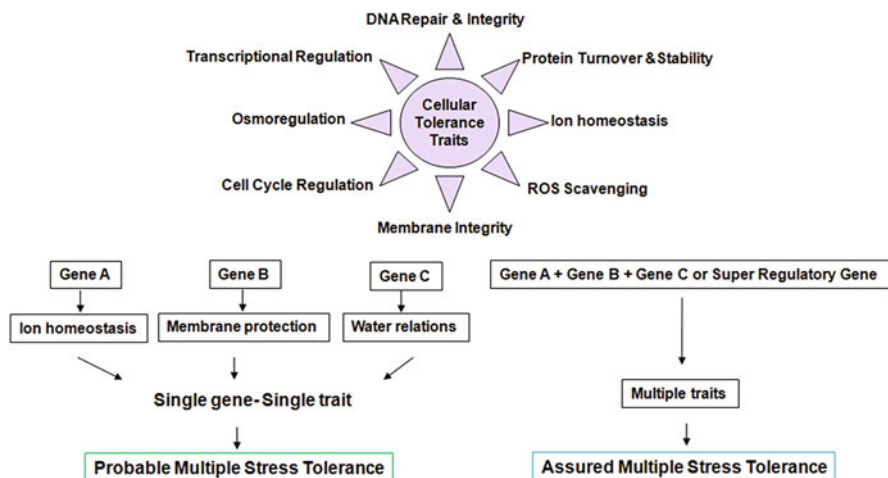 DNA Repair & Integrity
Transcriptional Regulation
Protein Turnover & Stability
Cellular
Tolerance
Traits
Osmoregulation
Ion homeostasis
Cell Cycle Regulation
ROS Scavenging
Membrane Integrity
Gene A
Gene B
Gene C
Gene A + Gene B + Gene C or Super Regulatory Gene
Ion homeostasis
Membrane protection
Water relations
Single gene- Single trait
Multiple traits
Probable Multiple Stress Tolerance
Assured Multiple Stress Tolerance